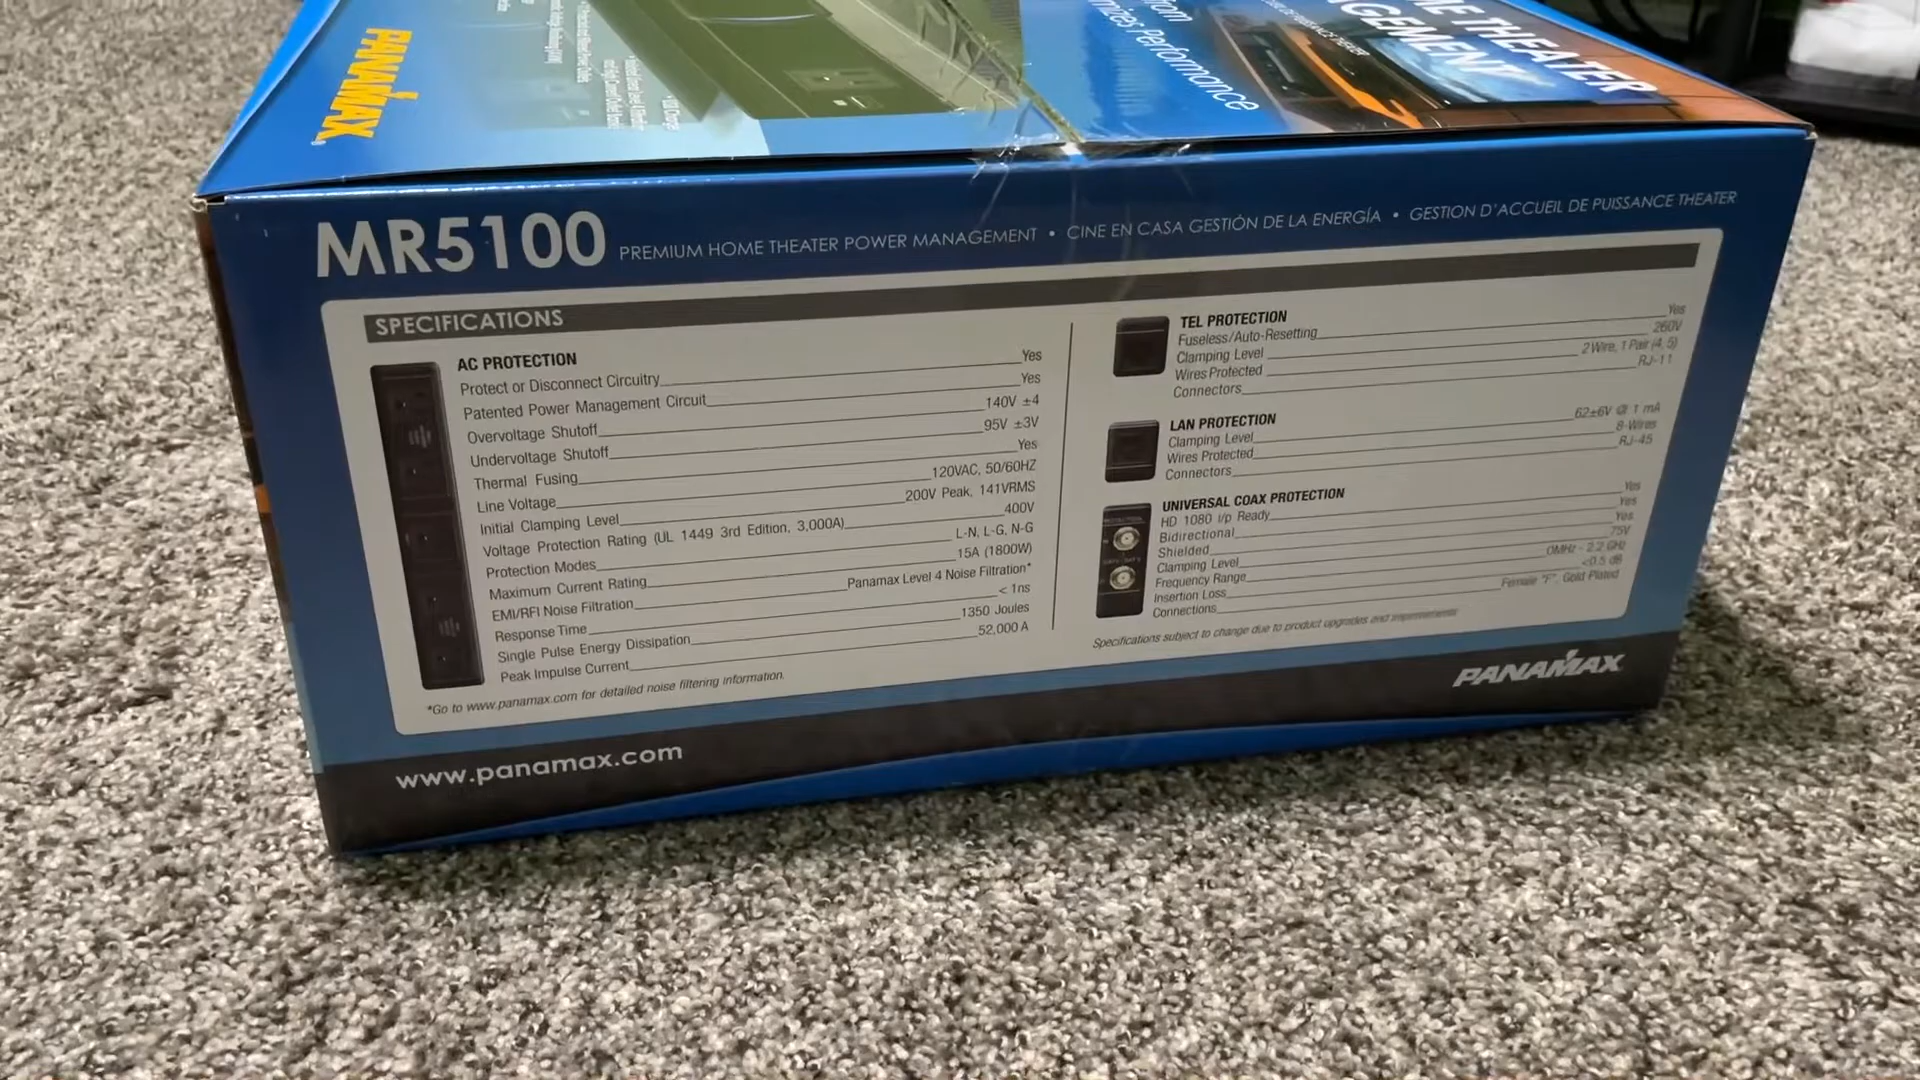 PANAMAX
from
mizes Performance
ME THEATER
GEMENT
MR5100 PREMIUM HOME THEATER POWER MANAGEMENT • CINE EN CASA GESTIÓN DE LA ENERGÍA • GESTION D'ACCUEIL DE PUISSANCE THEATER
SPECIFICATIONS
AC PROTECTION
Protect or Disconnect Circuitry Yes
Patented Power Management Circuit Yes
Overvoltage Shutoff 140V ±4
Undervoltage Shutoff 95V ±3V
Thermal Fusing Yes
Line Voltage 120VAC, 50/60HZ
Initial Clamping Level 200V Peak, 141VRMS
Voltage Protection Rating (UL 1449 3rd Edition, 3,000A) 400V
Protection Modes L-N, L-G, N-G
Maximum Current Rating 15A (1800W)
EMI/RFI Noise Filtration Panamax Level 4 Noise Filtration*
Response Time < 1ns
Single Pulse Energy Dissipation 1350 Joules
Peak Impulse Current 52,000 A
*Go to www.panamax.com for detailed noise filtering information.
TEL PROTECTION
Fuseless/Auto-Resetting Yes
Clamping Level 260V
Wires Protected 2 Wire, 1 Pair (4, 5)
Connectors RJ-11
LAN PROTECTION
Clamping Level 62±6V @ 1 mA
Wires Protected 8-Wires
Connectors RJ-45
UNIVERSAL COAX PROTECTION
HD 1080 i/p Ready Yes
Bidirectional Yes
Shielded Yes
Clamping Level 75V
Frequency Range 0MHz - 2.2 GHz
Insertion Loss <0.5 dB
Connections Female "F", Gold Plated
Specifications subject to change due to product upgrades and improvements.
PANAMAX
www.panamax.com